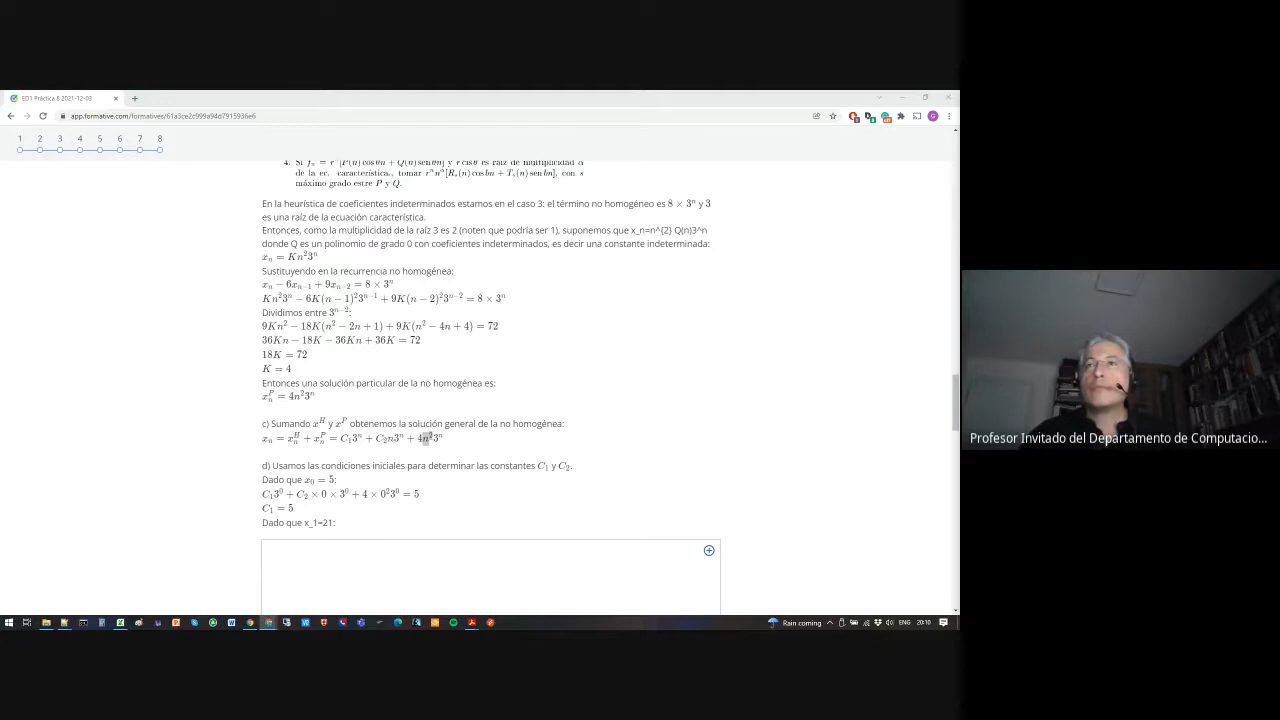 ED1 Práctica 8 2021-12-03
app.formative.com/formatives/61a3ce2c999a94d7915936e6
1 2 3 4 5 6 7 8
4. Si fₙ = rⁿ[P(n) cos θn + Q(n) sen θn] y r cis θ es raíz de multiplicidad α
de la ec. característica., tomar rⁿnᵅ[Rₛ(n) cos bn + Tₛ(n) sen bn], con s
máximo grado estre P y Q.
En la heurística de coeficientes indeterminados estamos en el caso 3: el término no homogéneo es 8 × 3ⁿ y 3
es una raíz de la ecuación característica.
Entonces, como la multiplicidad de la raíz 3 es 2 (noten que podría ser 1), suponemos que x_n=n^{2} Q(n)3^n
donde Q es un polinomio de grado 0 con coeficientes indeterminados, es decir una constante indeterminada:
xₙ = Kn²3ⁿ
Sustituyendo en la recurrencia no homogénea:
xₙ − 6xₙ₋₁ + 9xₙ₋₂ = 8 × 3ⁿ
Kn²3ⁿ − 6K(n − 1)²3ⁿ⁻¹ + 9K(n − 2)²3ⁿ⁻² = 8 × 3ⁿ
Dividimos entre 3ⁿ⁻²:
9Kn² − 18K(n² − 2n + 1) + 9K(n² − 4n + 4) = 72
36Kn − 18K − 36Kn + 36K = 72
18K = 72
K = 4
Entonces una solución particular de la no homogénea es:
xₙᴾ = 4n²3ⁿ
c) Sumando xᴴ y xᴾ obtenemos la solución general de la no homogénea:
xₙ = xₙᴴ + xₙᴾ = C₁3ⁿ + C₂n3ⁿ + 4n²3ⁿ
d) Usamos las condiciones iniciales para determinar las constantes C₁ y C₂.
Dado que x₀ = 5:
C₁3⁰ + C₂ × 0 × 3⁰ + 4 × 0²3⁰ = 5
C₁ = 5
Dado que x_1=21:
Rain coming
ENG
20:10
Profesor Invitado del Departamento de Computacio...